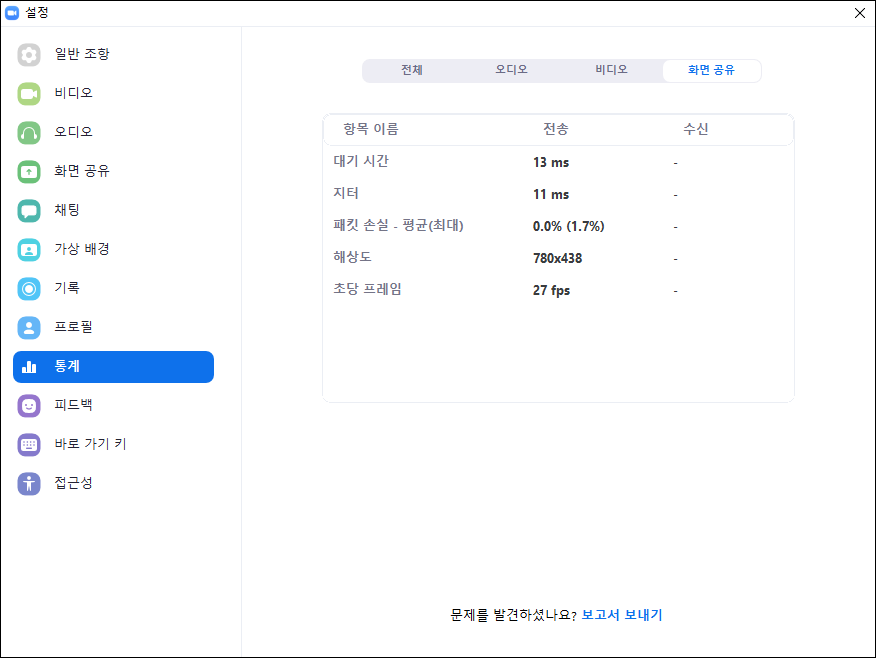 설정
일반 조항
비디오
오디오
화면 공유
채팅
가상 배경
기록
프로필
통계
피드백
바로 가기 키
접근성
전체 오디오 비디오 화면 공유
항목 이름 전송 수신
대기 시간 13 ms -
지터 11 ms -
패킷 손실 - 평균(최대) 0.0% (1.7%) -
해상도 780x438 -
초당 프레임 27 fps -
문제를 발견하셨나요? 보고서 보내기